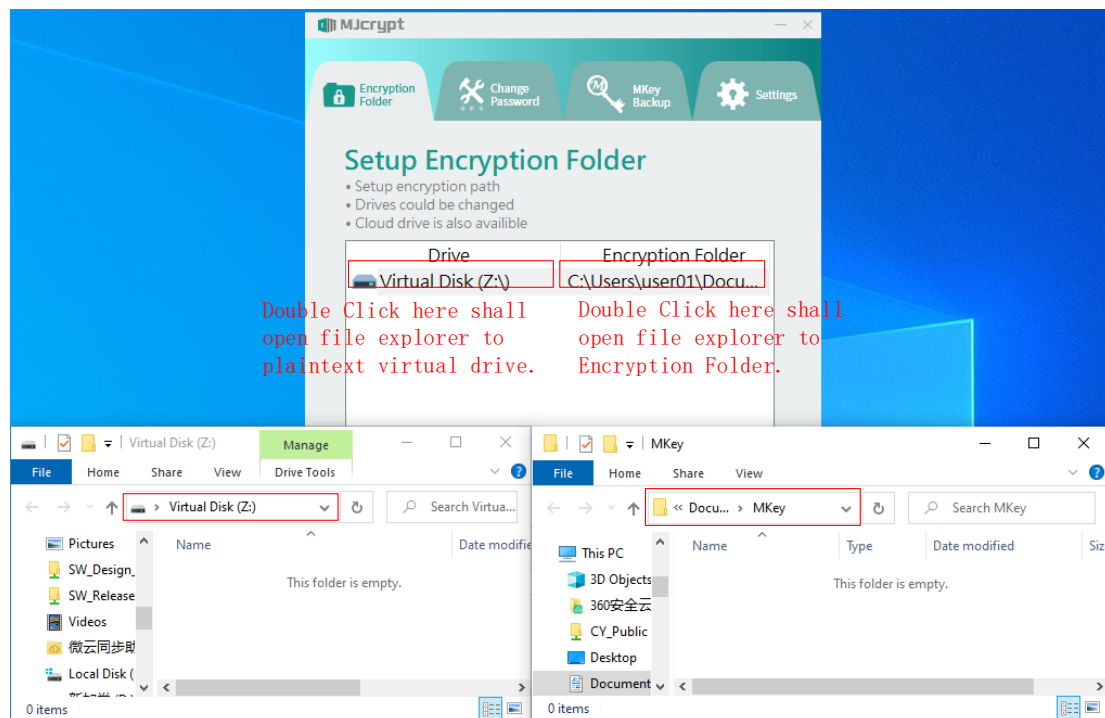 MJcrypt
Encryption
Folder
Change
Password
MKey
Backup
Settings
Setup Encryption Folder
• Setup encryption path
• Drives could be changed
• Cloud drive is also availible
Drive Encryption Folder
Virtual Disk (Z:\) C:\Users\user01\Docu...
Double Click here shall
open file explorer to
plaintext virtual drive.
Double Click here shall
open file explorer to
Encryption Folder.
Virtual Disk (Z:) Manage
File Home Share View Drive Tools
Virtual Disk (Z:) Search Virtua...
Name Date modifie
Pictures
SW_Design_
SW_Release
Videos
微云同步助
Local Disk (
This folder is empty.
0 items
MKey
File Home Share View
« Docu... › MKey Search MKey
Name Type Date modified Siz
This PC
3D Objects
360安全云
CY_Public
Desktop
Document
This folder is empty.
0 items